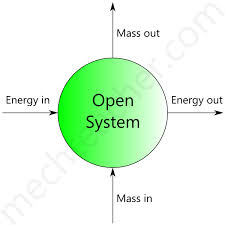 Mass out
Energy in
Open
System
Energy out
Mass in